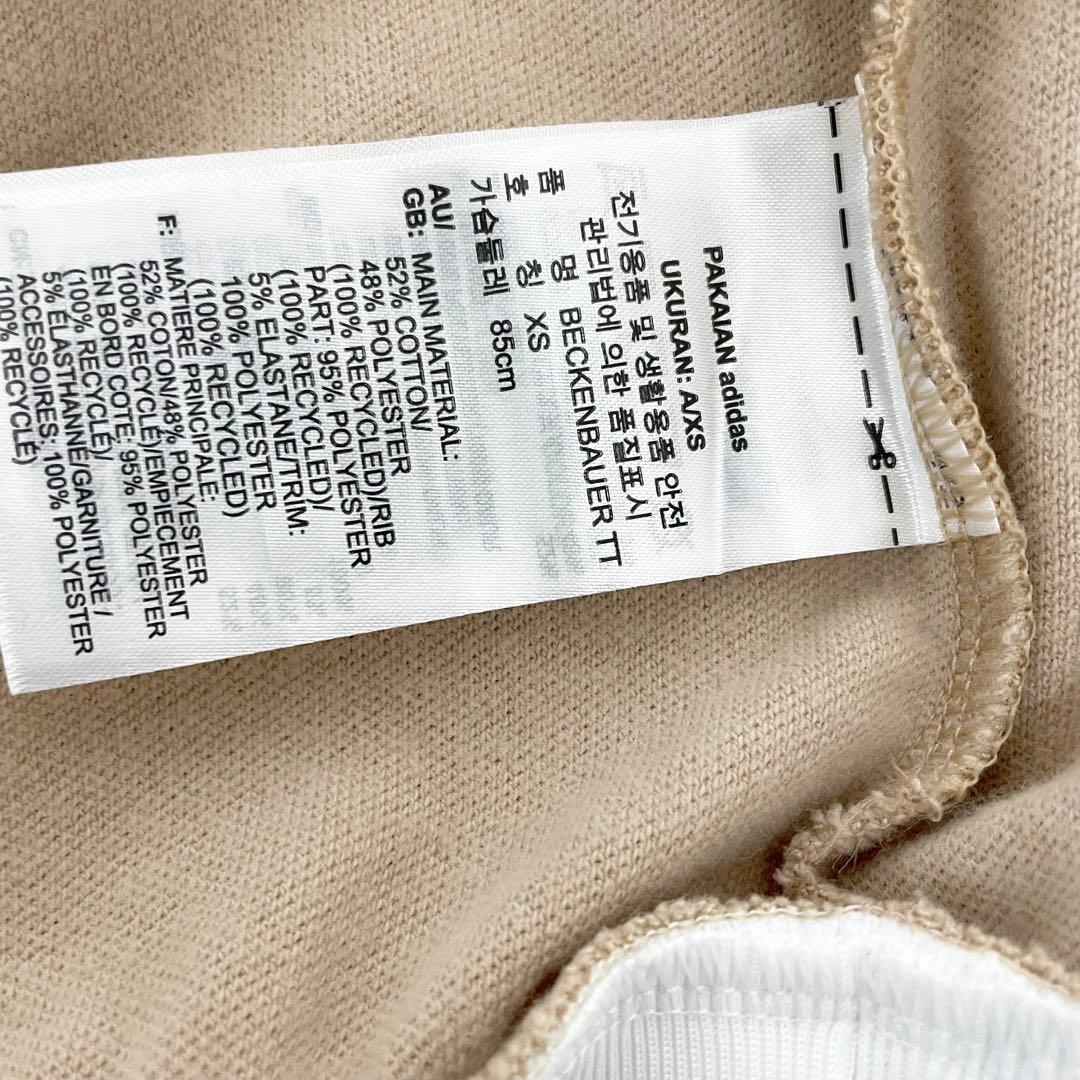 PAKAIAN adidas
UKURAN: A/XS
전기용품 및 생활용품 안전
관리법에 의한 품질표시
품 명 BECKENBAUER TT
호 칭 XS
가슴둘레 85cm
AU/
GB: MAIN MATERIAL:
52% COTTON/
48% POLYESTER
(100% RECYCLED)/RIB
PART: 95% POLYESTER
(100% RECYCLED)/
5% ELASTANE/TRIM:
100% POLYESTER
(100% RECYCLED)
F: MATIERE PRINCIPALE:
52% COTON/48% POLYESTER
(100% RECYCLÉ)/EMPIECEMENT
EN BORD COTE: 95% POLYESTER
(100% RECYCLÉ)/
5% ÉLASTHANNE/GARNITURE /
ACCESSOIRES: 100% POLYESTER
(100% RECYCLÉ)